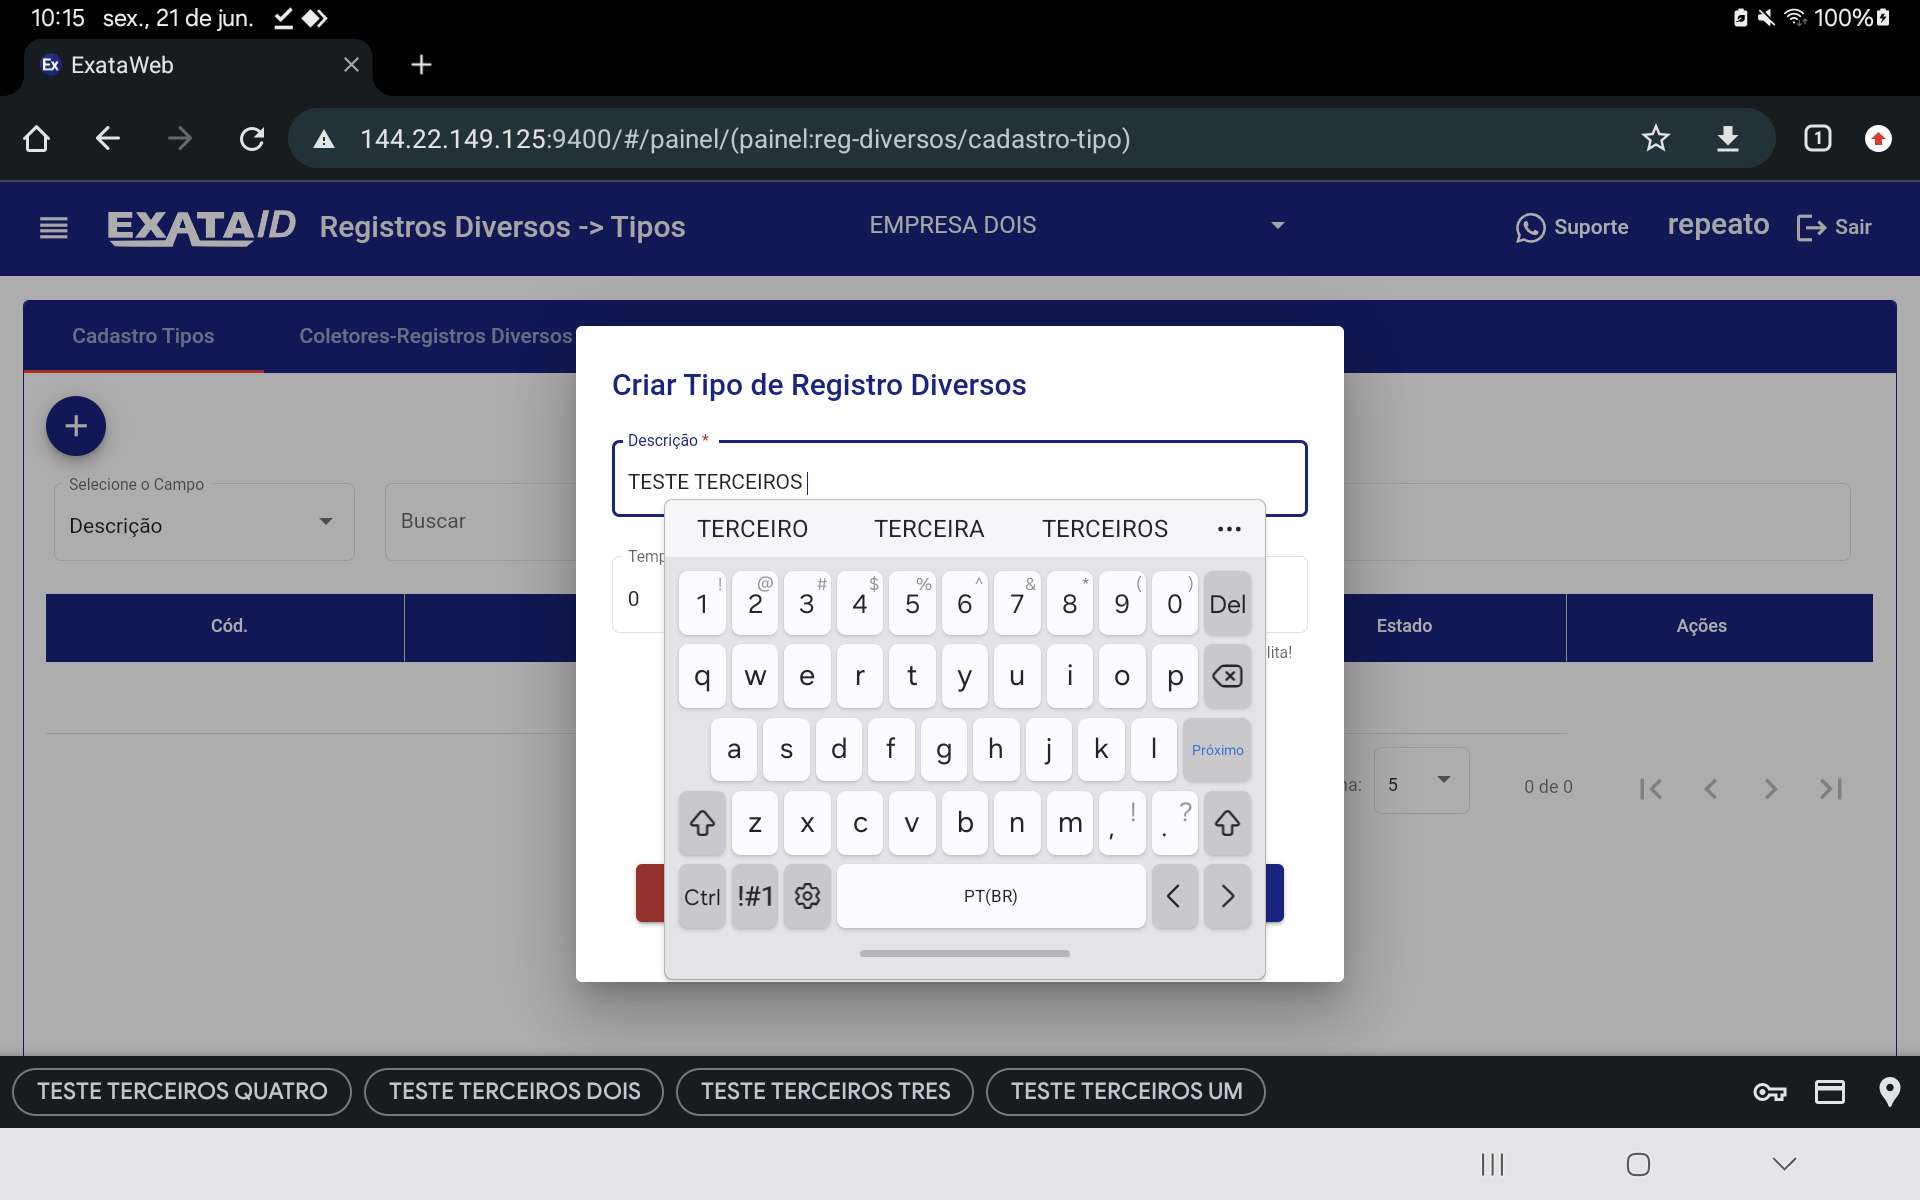 10:15 sex., 21 de jun. 100%
Ex ExataWeb
144.22.149.125:9400/#/painel/(painel:reg-diversos/cadastro-tipo) 1
EXATA ID Registros Diversos -> Tipos EMPRESA DOIS Suporte repeato Sair
Cadastro Tipos Coletores-Registros Diversos
Criar Tipo de Registro Diversos
Descrição *
TESTE TERCEIROS
Selecione o Campo
Descrição
Buscar
TERCEIRO TERCEIRA TERCEIROS ...
Temp
0
! @ # $ % ^ & * ( )
1 2 3 4 5 6 7 8 9 0 Del
Cód. Estado Ações
lita!
q w e r t y u i o p
a s d f g h j k l Próximo
na: 5 0 de 0
z x c v b n m , ! . ?
Ctrl !#1 PT(BR) < >
TESTE TERCEIROS QUATRO TESTE TERCEIROS DOIS TESTE TERCEIROS TRES TESTE TERCEIROS UM